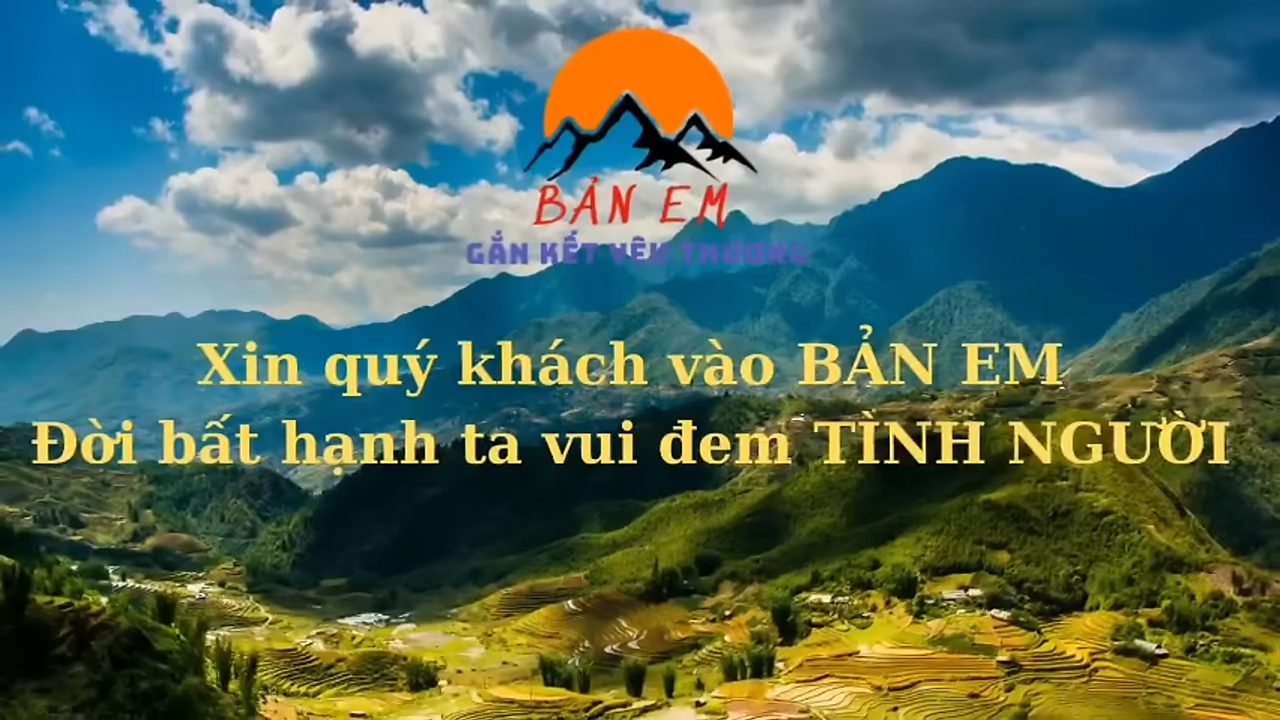 BẢN EM
GẮN KẾT YÊU THƯƠNG
Xin quý khách vào BẢN EM
Đời bất hạnh ta vui đem TÌNH NGƯỜI